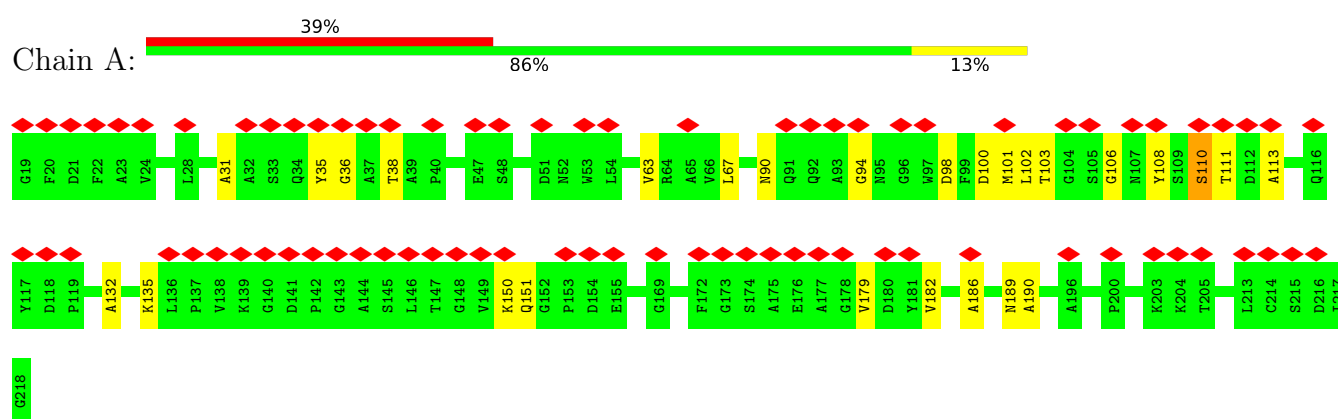 39%
Chain A:
86% 13%
G19 F20 D21 F22 A23 V24 L28 A31 A32 S33 Q34 Y35 G36 A37 T38 A39 P40 E47 S48 D51 N52 W53 L54 V63 R64 A65 V66 L67 N90 Q91 Q92 A93 G94 N95 G96 W97 D98 F99 D100 M101 L102 T103 G104 S105 G106 N107 Y108 S109 S110 T111 D112 A113 Q116
Y117 D118 P119 A132 K135 L136 P137 V138 K139 G140 D141 P142 G143 A144 S145 L146 T147 G148 V149 K150 Q151 G152 P153 D154 E155 G169 F172 G173 S174 A175 E176 A177 G178 V179 D180 Y181 V182 A186 N189 A190 A196 P200 K203 K204 T205 L213 C214 S215 D216
G218